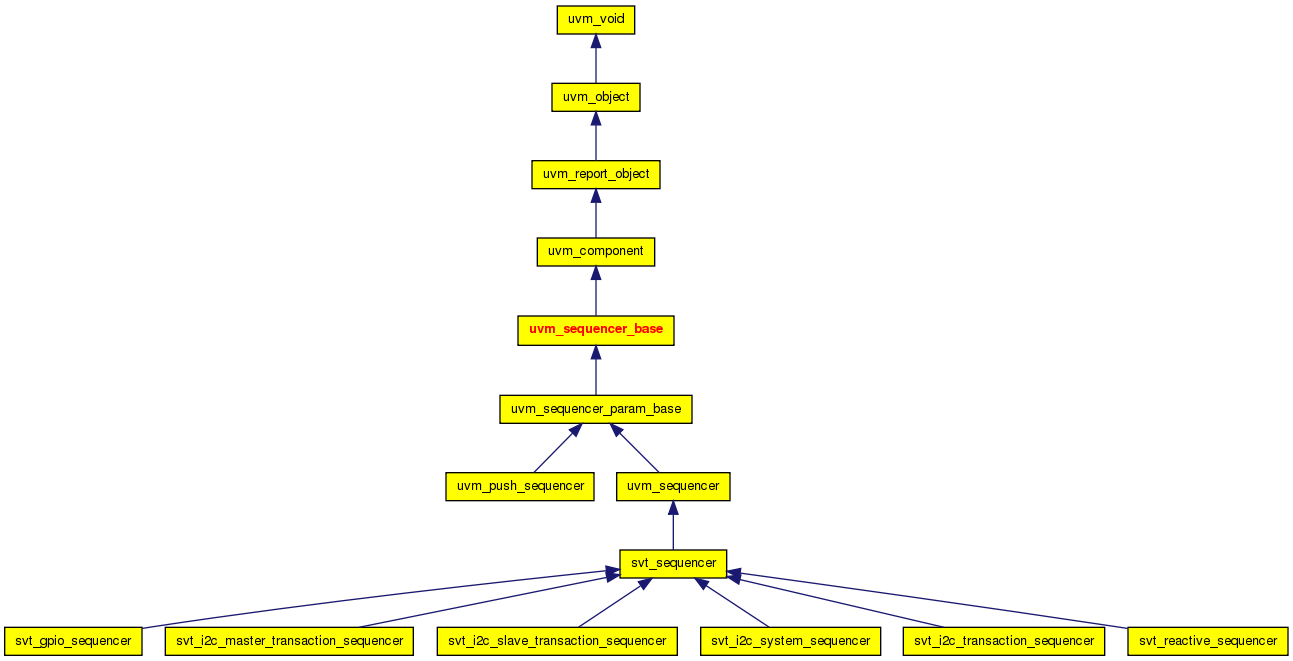 uvm_void
uvm_object
uvm_report_object
uvm_component
uvm_sequencer_base
uvm_sequencer_param_base
uvm_push_sequencer
uvm_sequencer
svt_sequencer
svt_gpio_sequencer
svt_i2c_master_transaction_sequencer
svt_i2c_slave_transaction_sequencer
svt_i2c_system_sequencer
svt_i2c_transaction_sequencer
svt_reactive_sequencer